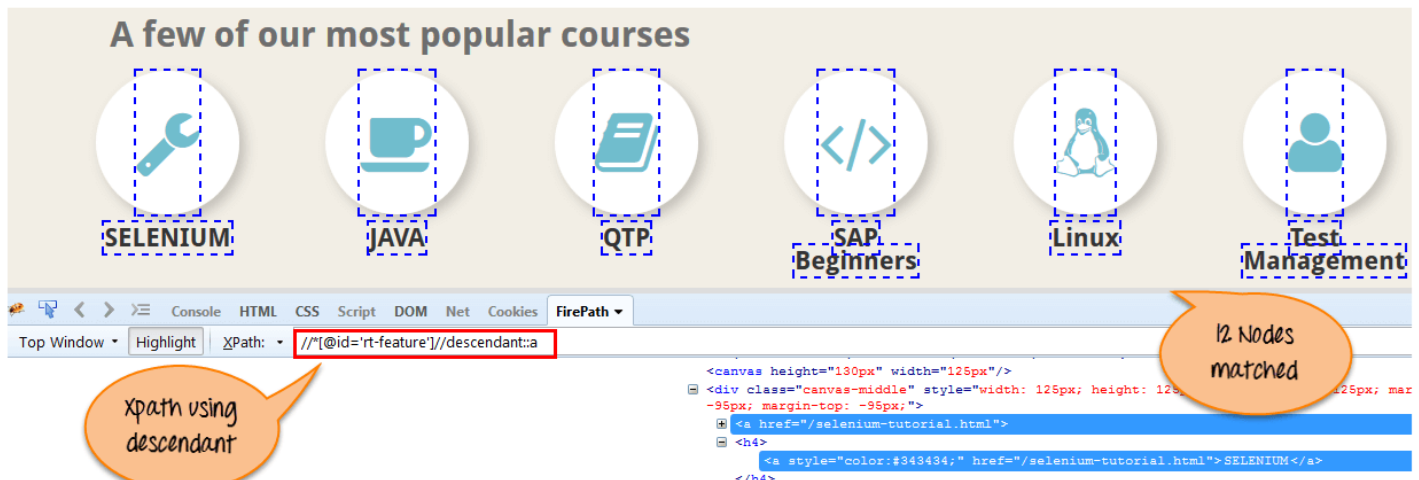 A few of our most popular courses
SELENIUM
JAVA
QTP
SAP
Beginners
Linux
Test
Management
Console HTML CSS Script DOM Net Cookies FirePath
Top Window Highlight XPath: //*[@id='rt-feature']//descendant::a
12 Nodes
matched
Xpath using
descendant
<canvas height="130px" width="125px"/>
<div class="canvas-middle" style="width: 125px; height: 125px; mar
-95px; margin-top: -95px;">
<a href="/selenium-tutorial.html">
<h4>
<a style="color:#343434;" href="/selenium-tutorial.html">SELENIUM</a>
</h4>